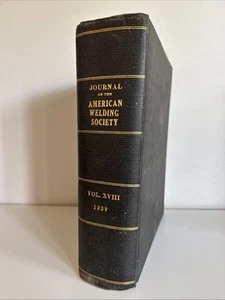 JOURNAL
OF THE
AMERICAN
WELDING
SOCIETY
VOL. XVIII
1939